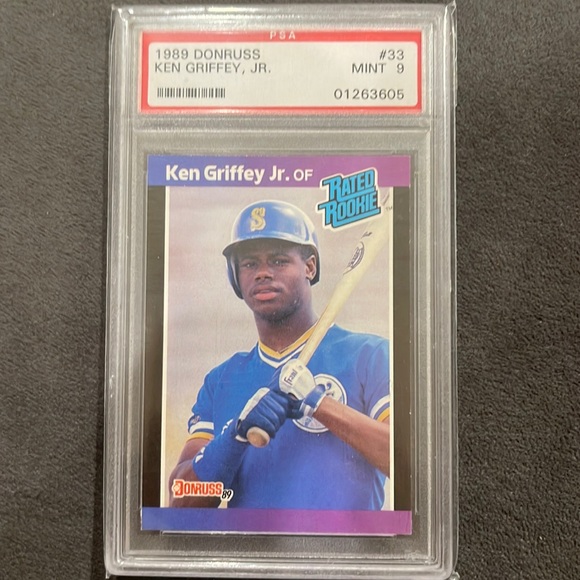 PSA
1989 DONRUSS #33
KEN GRIFFEY, JR. MINT 9
01263605
Ken Griffey Jr. OF
RATED
ROOKIE
S
DONRUSS 89